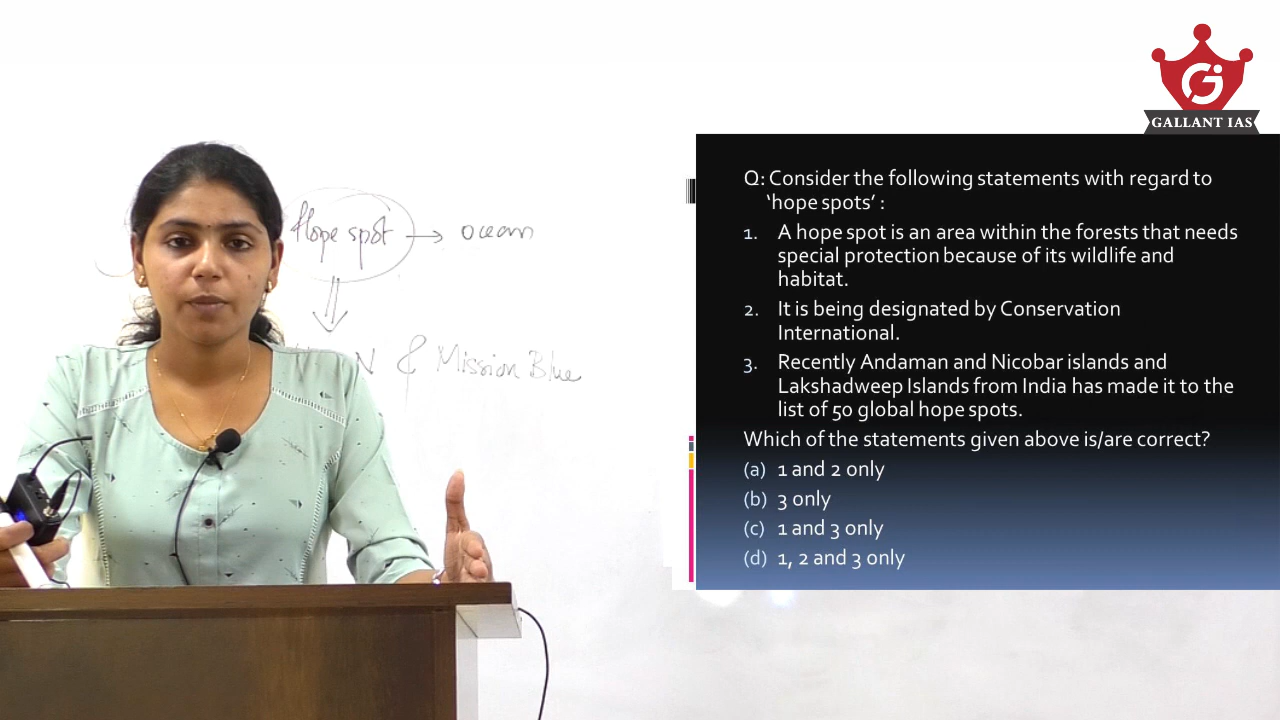 GALLANT IAS
Hope spot → ocean
N & Mission Blue
Q: Consider the following statements with regard to
'hope spots' :
1. A hope spot is an area within the forests that needs
special protection because of its wildlife and
habitat.
2. It is being designated by Conservation
International.
3. Recently Andaman and Nicobar islands and
Lakshadweep Islands from India has made it to the
list of 50 global hope spots.
Which of the statements given above is/are correct?
(a) 1 and 2 only
(b) 3 only
(c) 1 and 3 only
(d) 1, 2 and 3 only